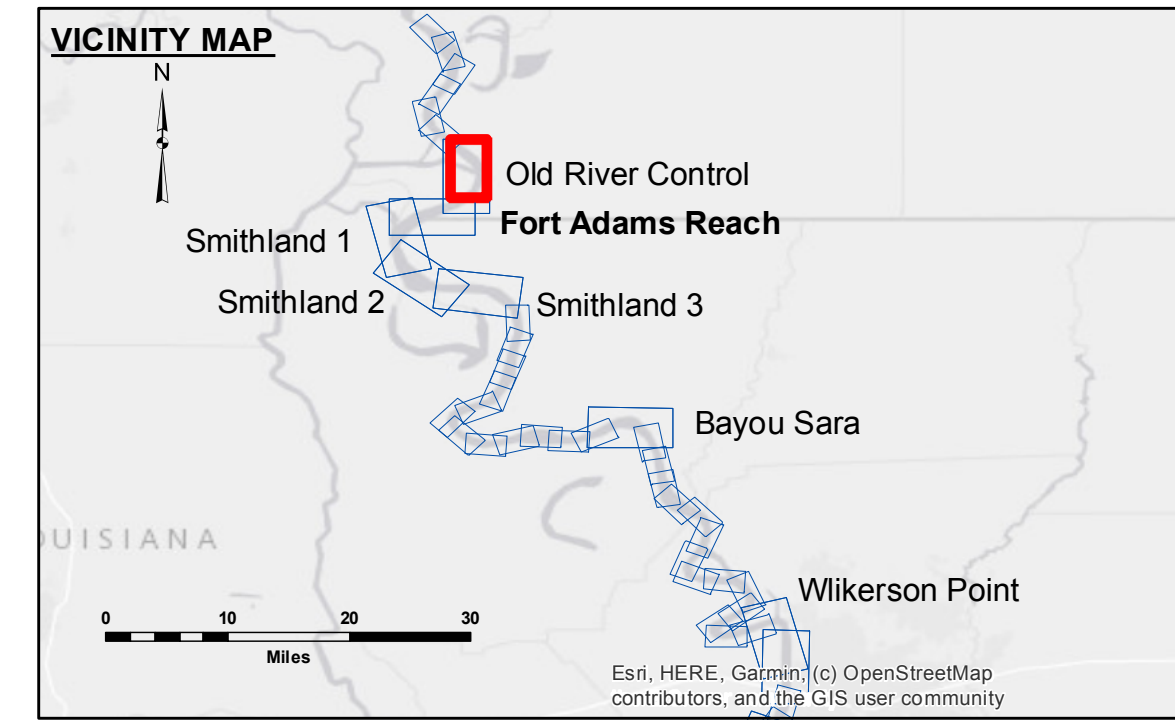 VICINITY MAP
N
Old River Control
Fort Adams Reach
Smithland 1
Smithland 2
Smithland 3
Bayou Sara
OUISIANA
Wlikerson Point
0 10 20 30
Miles
Esri, HERE, Garmin, (c) OpenStreetMap
contributors, and the GIS user community